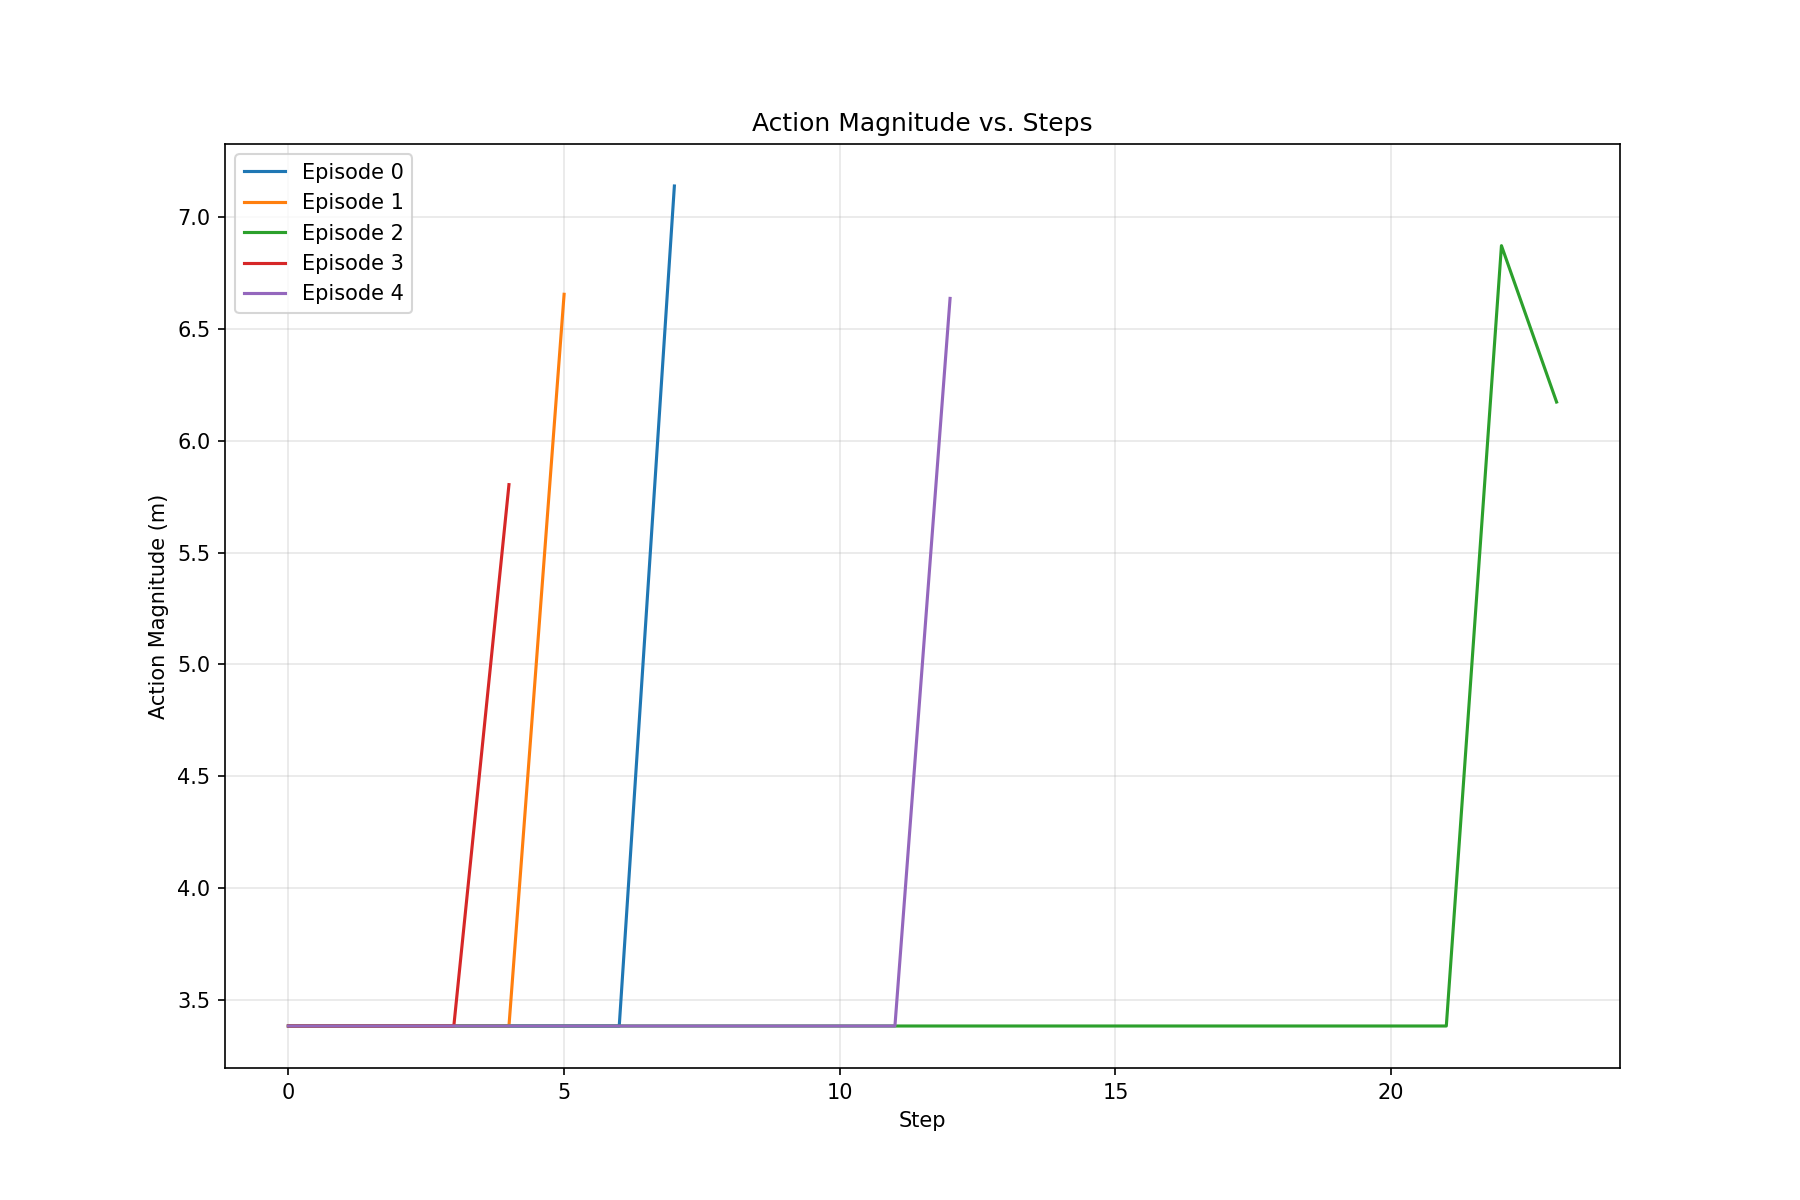 Action Magnitude vs. Steps
Episode 0
Episode 1
Episode 2
Episode 3
Episode 4
7.0
6.5
6.0
5.5
5.0
4.5
4.0
3.5
Action Magnitude (m)
0 5 10 15 20
Step